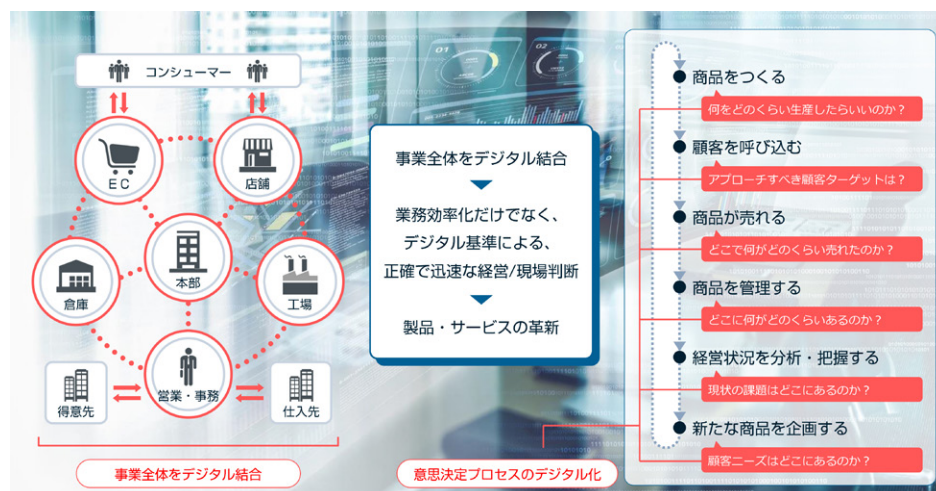 コンシューマー
EC
店舗
倉庫
本部
工場
営業・事務
得意先
仕入先
事業全体をデジタル結合
事業全体をデジタル結合
業務効率化だけでなく、
デジタル基準による、
正確で迅速な経営/現場判断
製品・サービスの革新
意思決定プロセスのデジタル化
商品をつくる
何をどのくらい生産したらいいのか？
顧客を呼び込む
アプローチすべき顧客ターゲットは？
商品が売れる
どこで何がどのくらい売れたのか？
商品を管理する
どこに何がどのくらいあるのか？
経営状況を分析・把握する
現状の課題はどこにあるのか？
新たな商品を企画する
顧客ニーズはどこにあるのか？
01
02